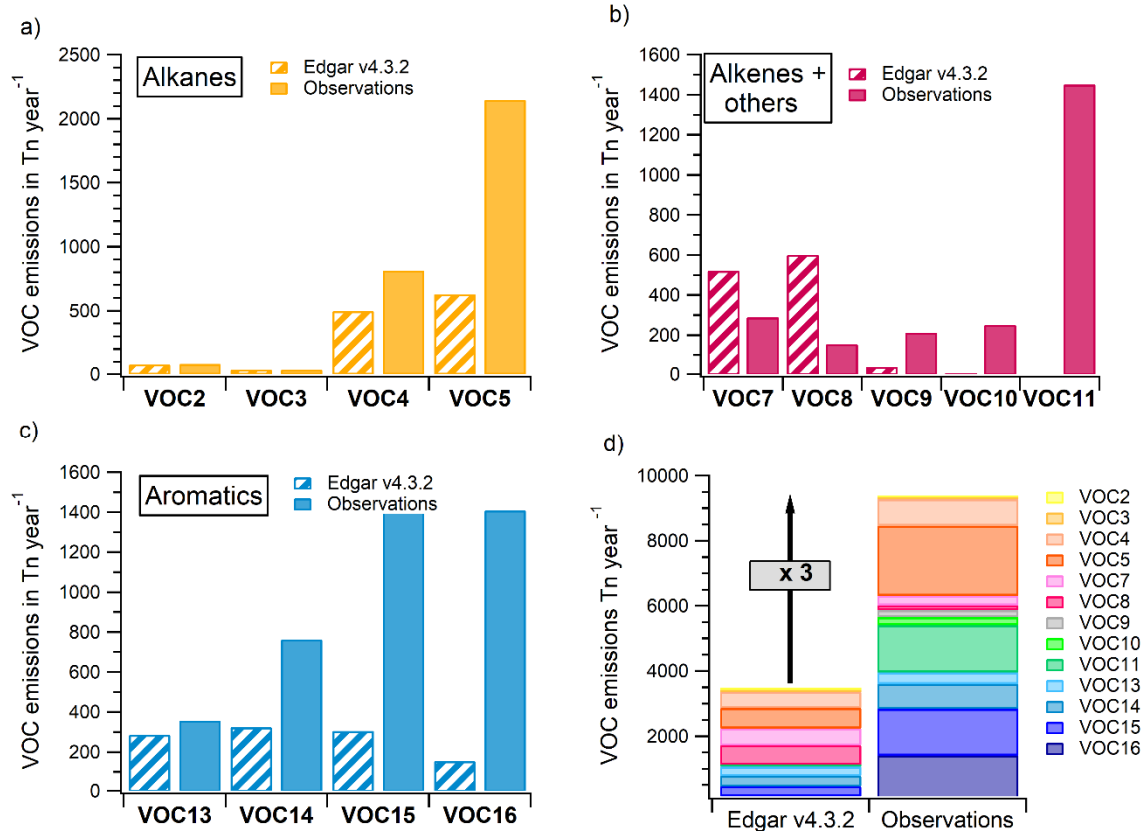 a)
Alkanes
Edgar v4.3.2
Observations
VOC emissions in Tn year⁻¹
2500
2000
1500
1000
500
0
VOC2 VOC3 VOC4 VOC5
b)
Alkenes +
others
Edgar v4.3.2
Observations
VOC emissions in Tn year⁻¹
1600
1400
1200
1000
800
600
400
200
0
VOC7 VOC8 VOC9 VOC10 VOC11
c)
Aromatics
Edgar v4.3.2
Observations
VOC emissions in Tn year⁻¹
1600
1400
1200
1000
800
600
400
200
0
VOC13 VOC14 VOC15 VOC16
d)
VOC emissions Tn year⁻¹
10000
8000
6000
4000
2000
x 3
Edgar v4.3.2 Observations
VOC2
VOC3
VOC4
VOC5
VOC7
VOC8
VOC9
VOC10
VOC11
VOC13
VOC14
VOC15
VOC16